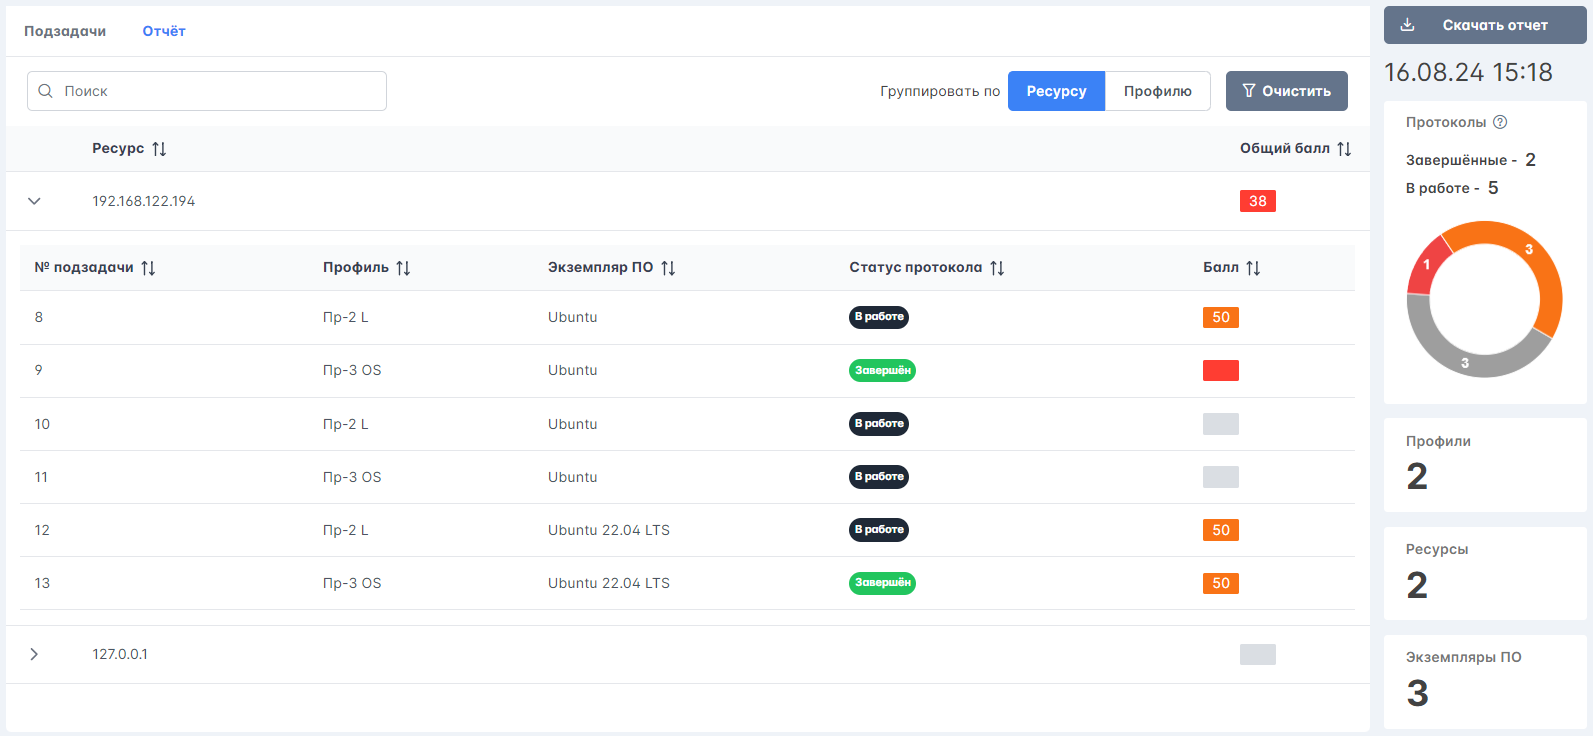 Подзадачи Отчёт
Поиск
Группировать по Ресурсу Профилю Очистить
Ресурс Общий балл
192.168.122.194 38
№ подзадачи Профиль Экземпляр ПО Статус протокола Балл
8 Пр-2 L Ubuntu В работе 50
9 Пр-3 OS Ubuntu Завершён
10 Пр-2 L Ubuntu В работе
11 Пр-3 OS Ubuntu В работе
12 Пр-2 L Ubuntu 22.04 LTS В работе 50
13 Пр-3 OS Ubuntu 22.04 LTS Завершён 50
127.0.0.1
Скачать отчет
16.08.24 15:18
Протоколы ?
Завершённые - 2
В работе - 5
3
1
3
Профили
2
Ресурсы
2
Экземпляры ПО
3